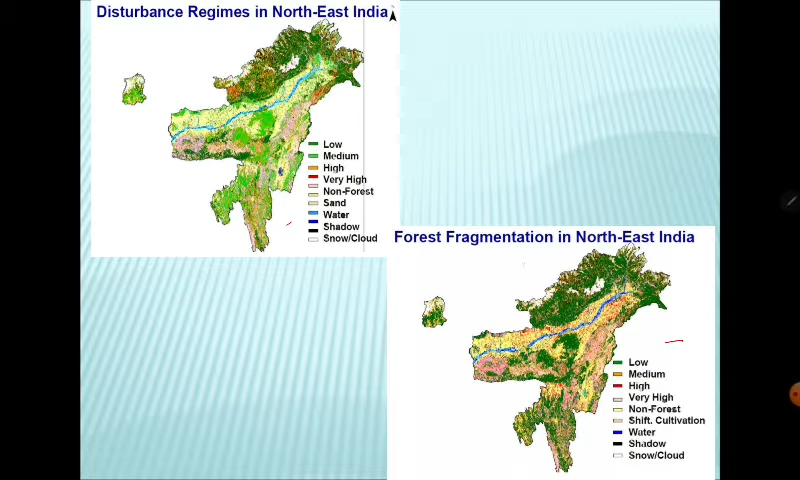 Disturbance Regimes in North-East India
Low
Medium
High
Very High
Non-Forest
Sand
Water
Shadow
Snow/Cloud
Forest Fragmentation in North-East India
Low
Medium
High
Very High
Non-Forest
Shift. Cultivation
Water
Shadow
Snow/Cloud